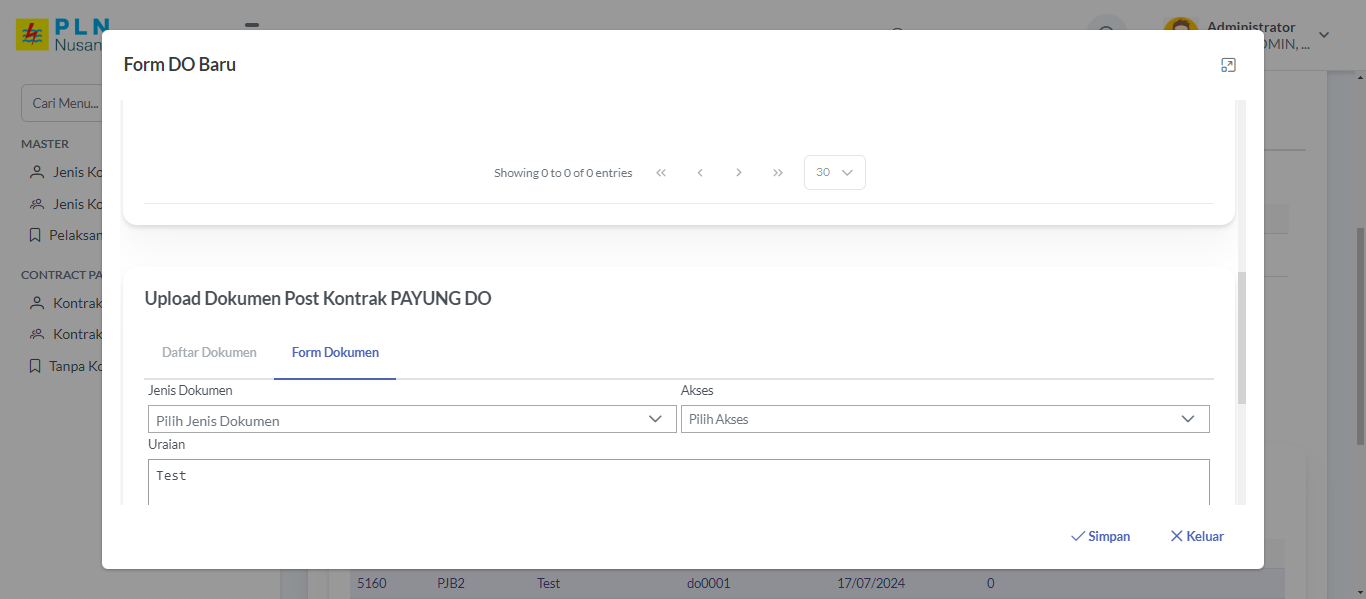 PLN
Nusan
Administrator
DMIN, ...
Form DO Baru
Cari Menu...
MASTER
Jenis Ko
Jenis Ko
Pelaksan
CONTRACT PA
Kontrak
Kontrak
Tanpa Ko
Showing 0 to 0 of 0 entries
30
Upload Dokumen Post Kontrak PAYUNG DO
Daftar Dokumen Form Dokumen
Jenis Dokumen Akses
Pilih Jenis Dokumen Pilih Akses
Uraian
Test
Simpan Keluar
5160 PJB2 Test do0001 17/07/2024 0